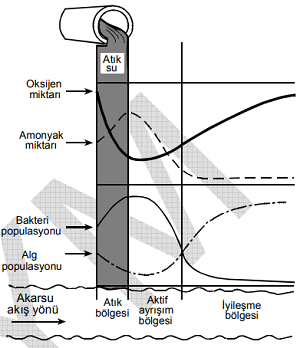 Atık
su
Oksijen
miktarı
Amonyak
miktarı
Bakteri
populasyonu
Alg
populasyonu
Akarsu
akış yönü
Atık
bölgesi
Aktif
ayrışım
bölgesi
İyileşme
bölgesi